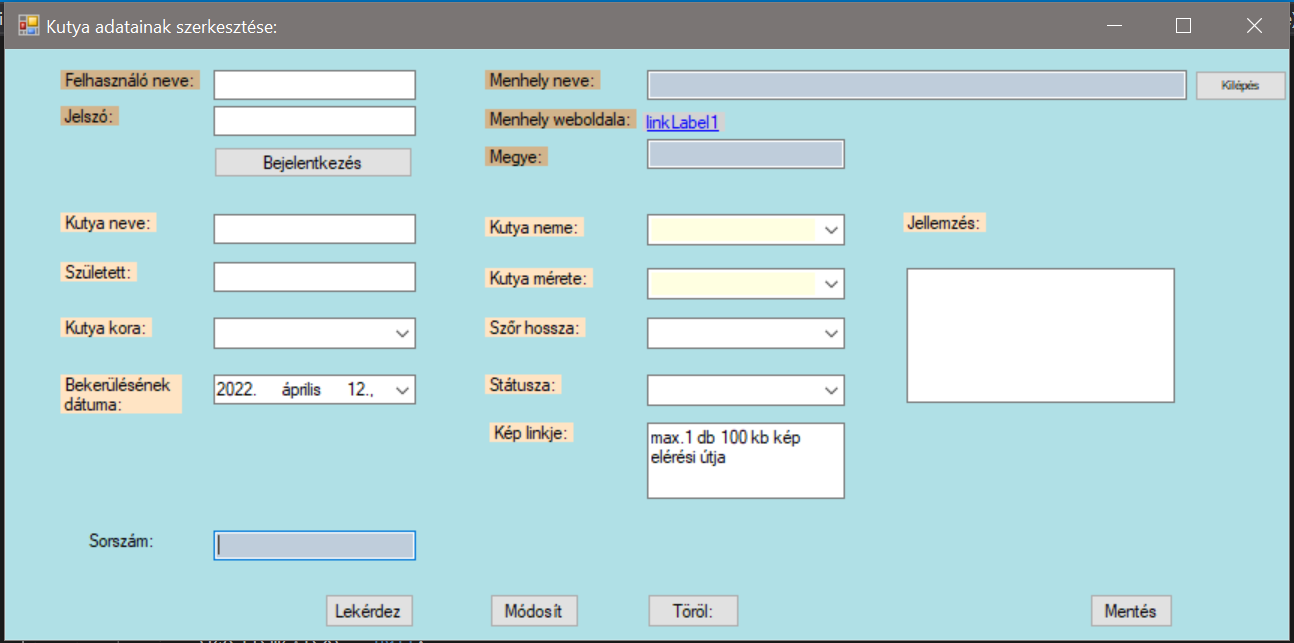 Kutya adatainak szerkesztése:
Felhasználó neve:
Menhely neve:
Kilépés
Jelszó:
Menhely weboldala:
linkLabel1
Bejelentkezés
Megye:
Kutya neve:
Kutya neme:
Jellemzés:
Született:
Kutya mérete:
Kutya kora:
Szőr hossza:
Bekerülésének
dátuma:
2022. április 12.,
Státusza:
Kép linkje:
max.1 db 100 kb kép
elérési útja
Sorszám:
Lekérdez
Módosít
Töröl:
Mentés